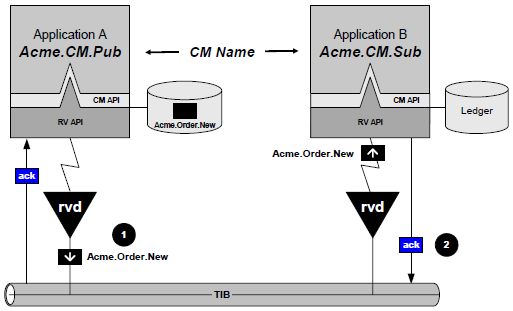 Application A
Acme.CM.Pub
CM Name
Application B
Acme.CM.Sub
CM API
RV API
Acme.Order.New
CM API
RV API
Ledger
Acme.Order.New
ack
rvd
1
Acme.Order.New
rvd
ack
2
TIB